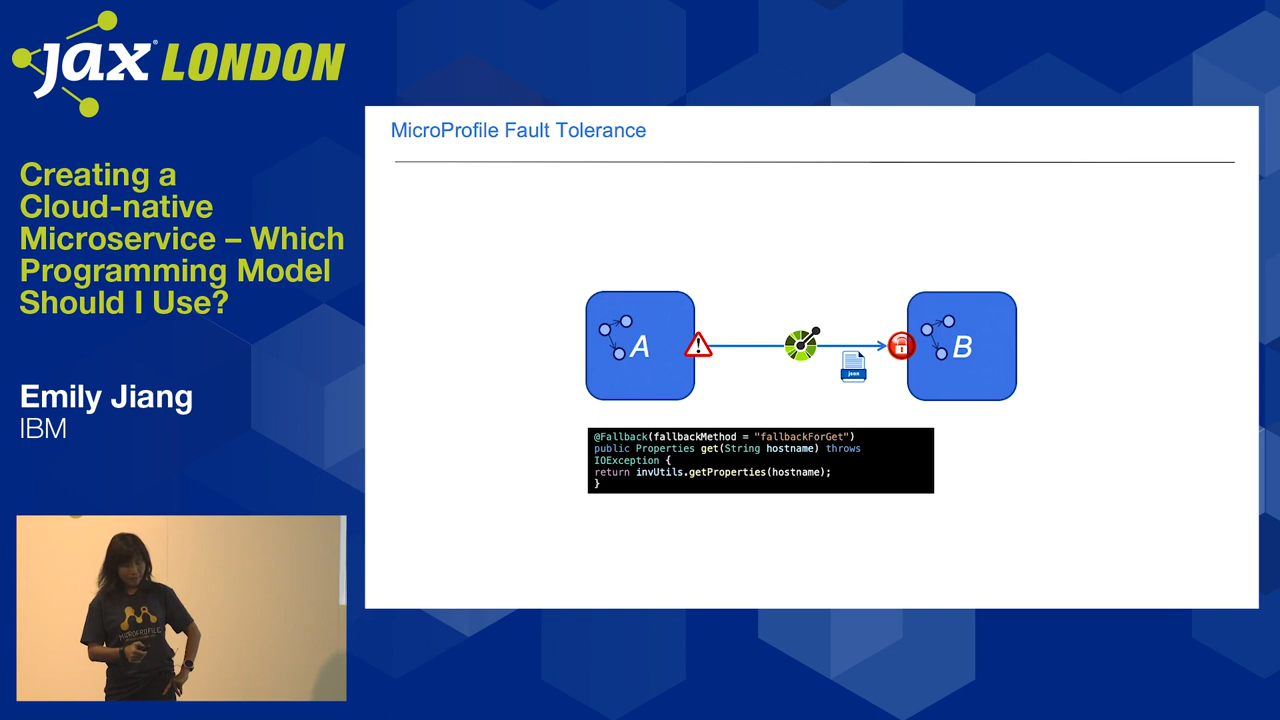 jax LONDON
Creating a
Cloud-native
Microservice – Which
Programming Model
Should I Use?
Emily Jiang
IBM
MicroProfile Fault Tolerance
A
json
B
@Fallback(fallbackMethod = "fallbackForGet")
public Properties get(String hostname) throws
IOException {
return invUtils.getProperties(hostname);
}
MICROPROFILE